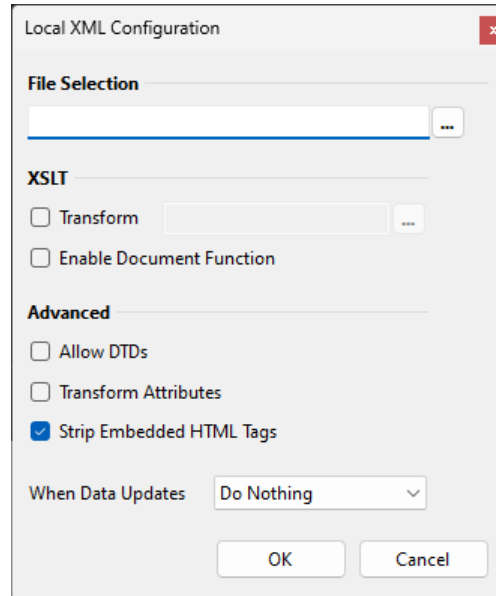 Local XML Configuration
x
File Selection
...
XSLT
Transform
...
Enable Document Function
Advanced
Allow DTDs
Transform Attributes
Strip Embedded HTML Tags
When Data Updates Do Nothing
OK Cancel